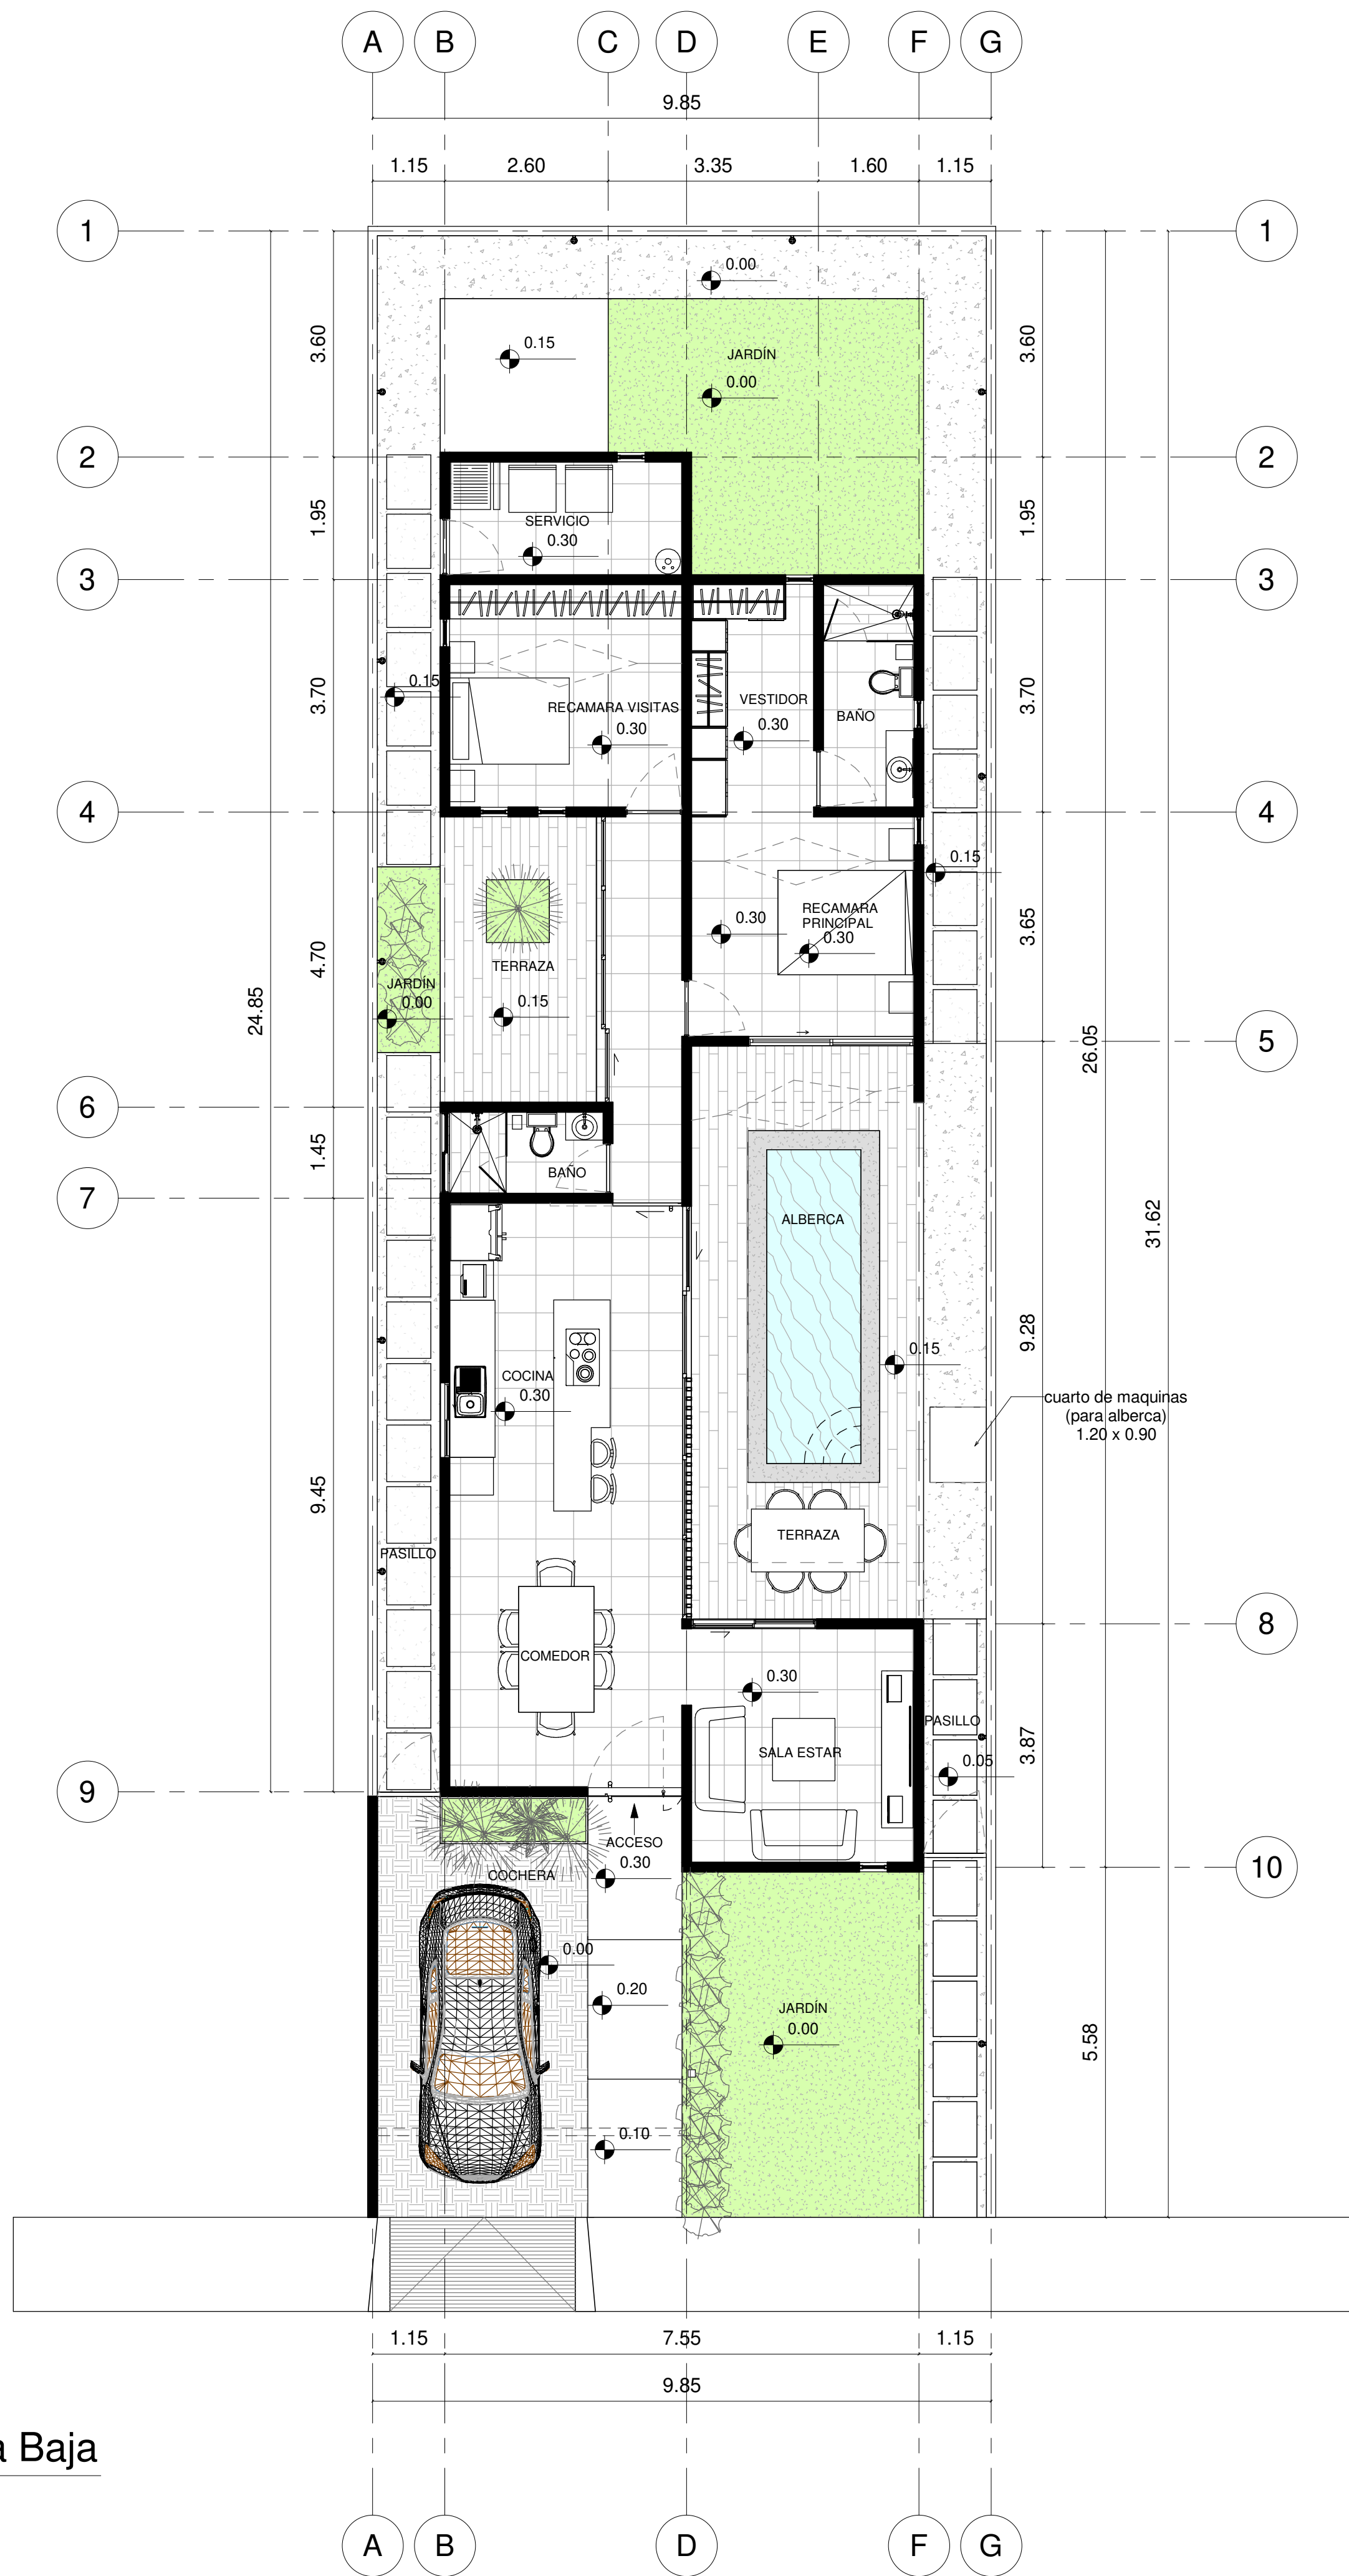 A B C D E F G
9.85
1.15 2.60 3.35 1.60 1.15
1 1
0.00
3.60 0.15 JARDÍN 3.60
0.00
2 2
1.95 SERVICIO 1.95
0.30
3 3
3.70 0.15 RECAMARA VISITAS VESTIDOR BAÑO 3.70
0.30 0.30
4 4
0.15
RECAMARA
PRINCIPAL
0.30 0.30 3.65
4.70 TERRAZA
JARDÍN
0.00 0.15
24.85
5
26.05
6
1.45 BAÑO
7
ALBERCA
31.62
9.28
0.15
COCINA
0.30
cuarto de maquinas
(para alberca)
1.20 x 0.90
9.45
TERRAZA
PASILLO
8
COMEDOR
0.30
PASILLO
SALA ESTAR 3.87
0.05
9
ACCESO
0.30
COCHERA
10
0.00
0.20
JARDÍN
0.00
5.58
0.10
1.15 7.55 1.15
9.85
a Baja
A B D F G